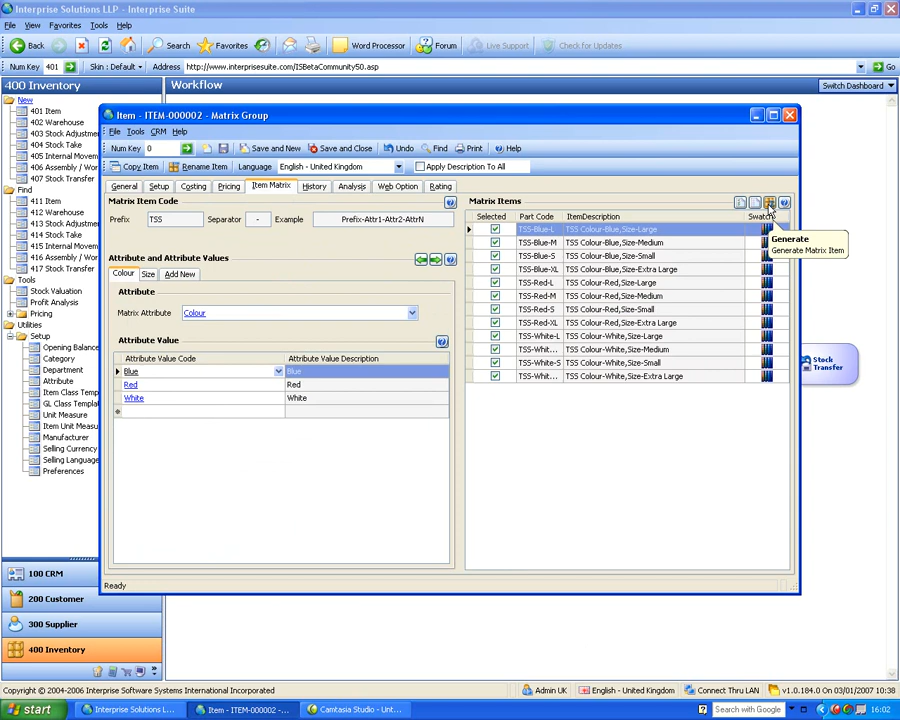 Interprise Solutions LLP - Interprise Suite
File View Favorites Tools Help
Back Search Favorites Word Processor Forum Live Support Check for Updates
Num Key 401 Skin : Default Address http://www.interprisesuite.com/ISBetaCommunity50.asp Go
400 Inventory
Workflow
Switch Dashboard
New
401 Item
402 Warehouse
403 Stock Adjustmen
404 Stock Take
405 Internal Movem
406 Assembly / Wor
407 Stock Transfer
Find
411 Item
412 Warehouse
413 Stock Adjustmen
414 Stock Take
415 Internal Movem
416 Assembly / Wor
417 Stock Transfer
Tools
Stock Valuation
Profit Analysis
Pricing
Utilities
Setup
Opening Balance
Category
Department
Attribute
Item Class Templ
GL Class Templa
Unit Measure
Item Unit Measu
Manufacturer
Selling Currency
Selling Language
Preferences
100 CRM
200 Customer
300 Supplier
400 Inventory
Item - ITEM-000002 - Matrix Group
File Tools CRM Help
Num Key 0 Save and New Save and Close Undo Find Print Help
Copy Item Rename Item Language English - United Kingdom Apply Description To All
General Setup Costing Pricing Item Matrix History Analysis Web Option Rating
Matrix Item Code
Prefix TSS Separator - Example Prefix-Attr1-Attr2-AttrN
Attribute and Attribute Values
Colour Size Add New
Attribute
Matrix Attribute Colour
Attribute Value
Attribute Value Code Attribute Value Description
Blue Blue
Red Red
White White
Matrix Items
Selected Part Code ItemDescription Swatch
TSS-Blue-L TSS Colour-Blue,Size-Large
TSS-Blue-M TSS Colour-Blue,Size-Medium
TSS-Blue-S TSS Colour-Blue,Size-Small
TSS-Blue-XL TSS Colour-Blue,Size-Extra Large
TSS-Red-L TSS Colour-Red,Size-Large
TSS-Red-M TSS Colour-Red,Size-Medium
TSS-Red-S TSS Colour-Red,Size-Small
TSS-Red-XL TSS Colour-Red,Size-Extra Large
TSS-White-L TSS Colour-White,Size-Large
TSS-Whit... TSS Colour-White,Size-Medium
TSS-White-S TSS Colour-White,Size-Small
TSS-Whit... TSS Colour-White,Size-Extra Large
Generate
Generate Matrix Item
Stock
Transfer
Ready
Copyright © 2004-2006 Interprise Software Systems International Incorporated Admin UK English - United Kingdom Connect Thru LAN v1.0.184.0 On 03/01/2007 10:38
start Interprise Solutions L... Item - ITEM-000002 -... Camtasia Studio - Unt... Search with Google 16:02